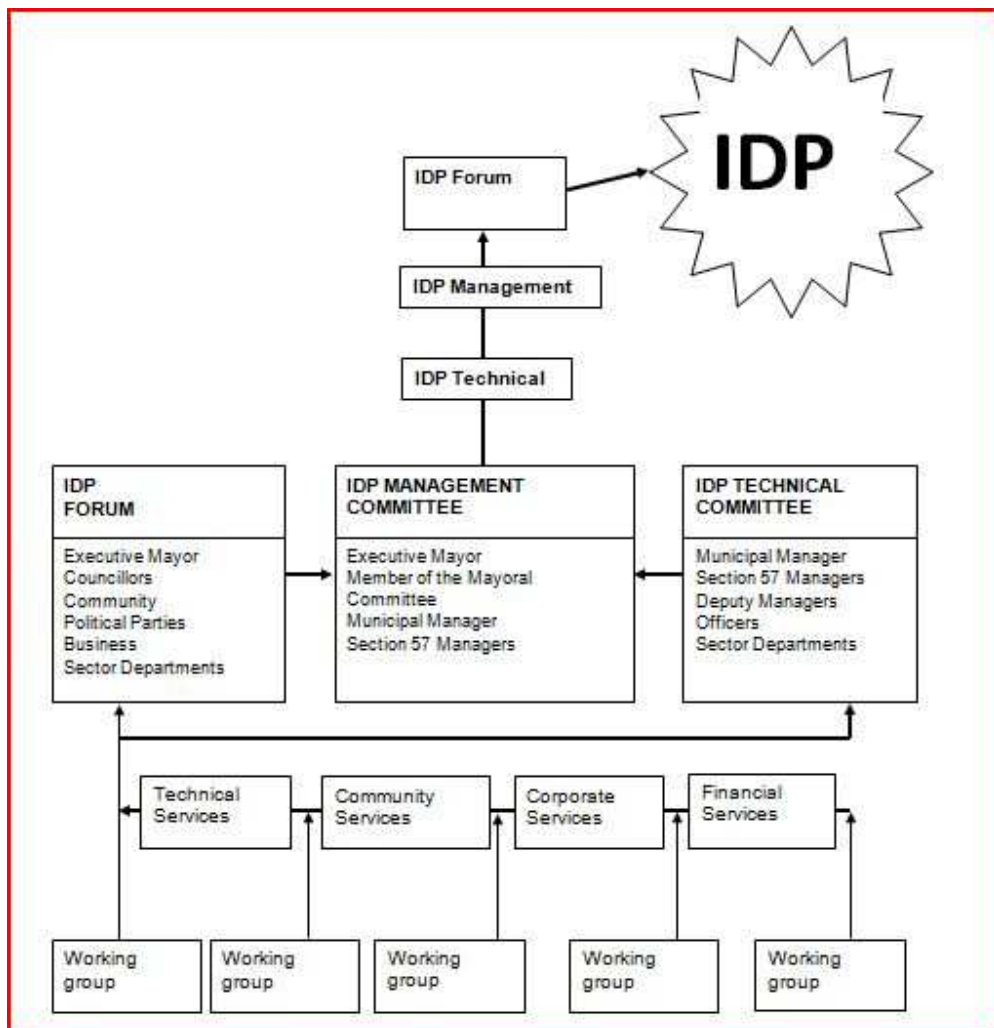 IDP
IDP Forum
IDP Management
IDP Technical
IDP
FORUM
Executive Mayor
Councillors
Community
Political Parties
Business
Sector Departments
IDP MANAGEMENT
COMMITTEE
Executive Mayor
Member of the Mayoral
Committee
Municipal Manager
Section 57 Managers
IDP TECHNICAL
COMMITTEE
Municipal Manager
Section 57 Managers
Deputy Managers
Officers
Sector Departments
Technical
Services
Community
Services
Corporate
Services
Financial
Services
Working
group
Working
group
Working
group
Working
group
Working
group